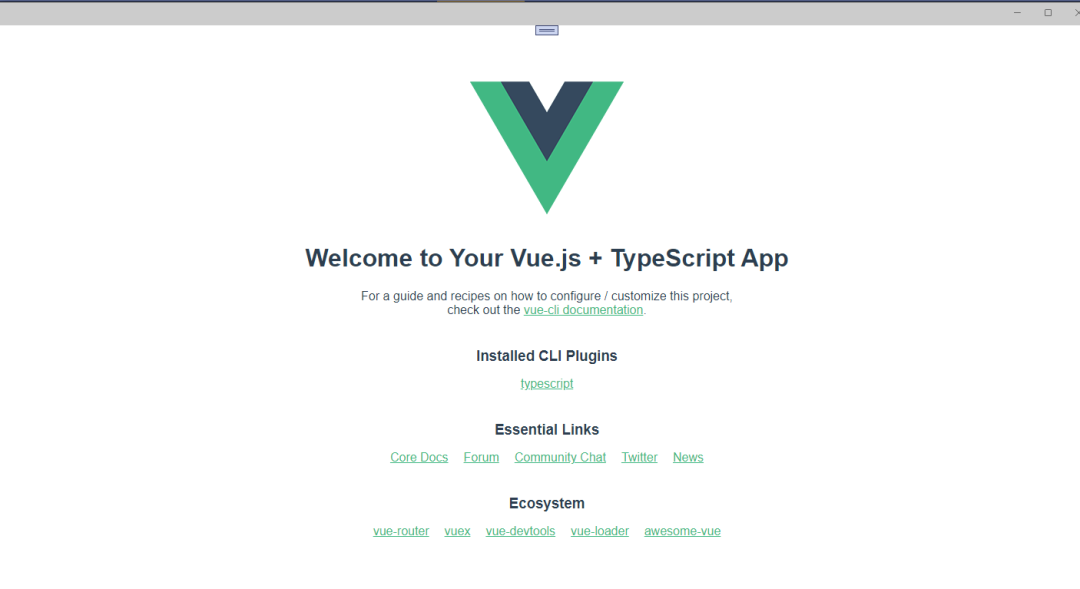 Welcome to Your Vue.js + TypeScript App
For a guide and recipes on how to configure / customize this project,
check out the vue-cli documentation.
Installed CLI Plugins
typescript
Essential Links
Core Docs Forum Community Chat Twitter News
Ecosystem
vue-router vuex vue-devtools vue-loader awesome-vue